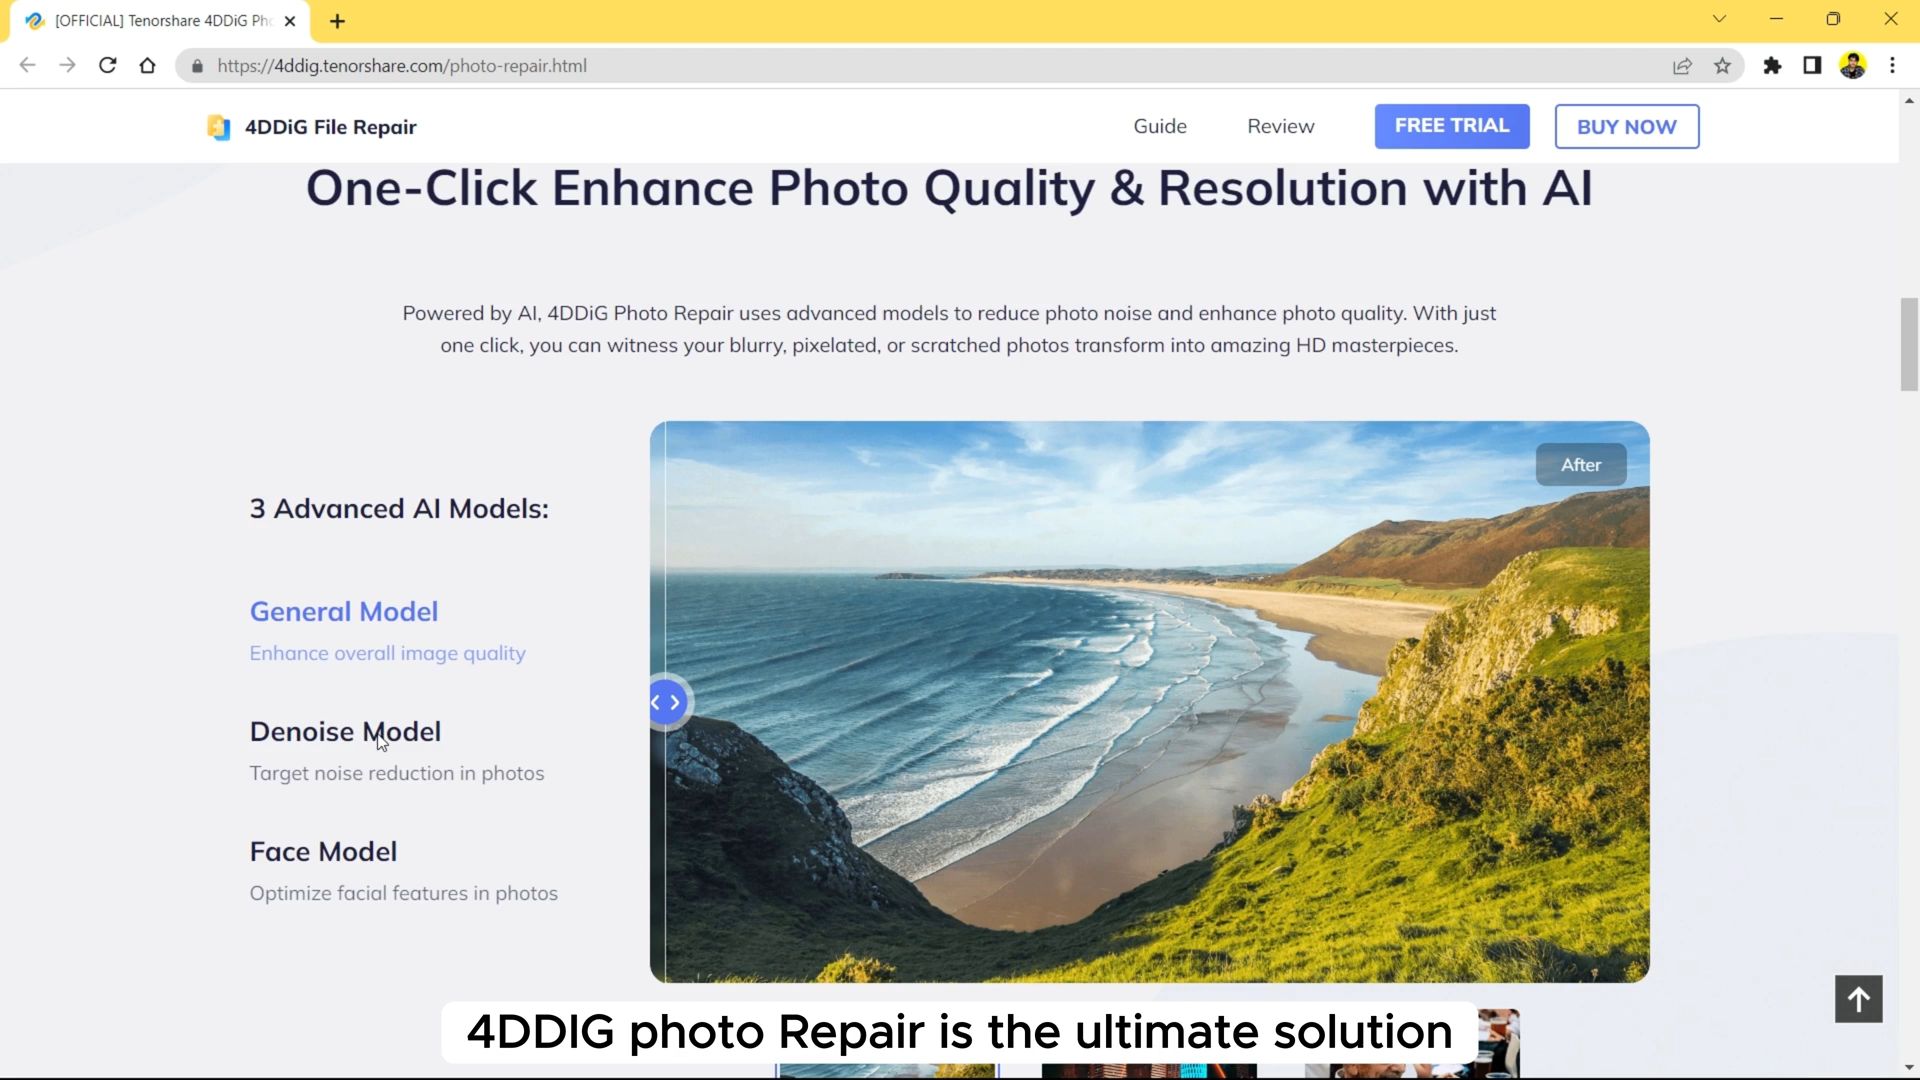 [OFFICIAL] Tenorshare 4DDiG Pho
https://4ddig.tenorshare.com/photo-repair.html
4DDiG File Repair
Guide
Review
FREE TRIAL
BUY NOW
One-Click Enhance Photo Quality & Resolution with AI
Powered by AI, 4DDiG Photo Repair uses advanced models to reduce photo noise and enhance photo quality. With just
one click, you can witness your blurry, pixelated, or scratched photos transform into amazing HD masterpieces.
After
3 Advanced AI Models:
General Model
Enhance overall image quality
Denoise Model
Target noise reduction in photos
Face Model
Optimize facial features in photos
4DDIG photo Repair is the ultimate solution